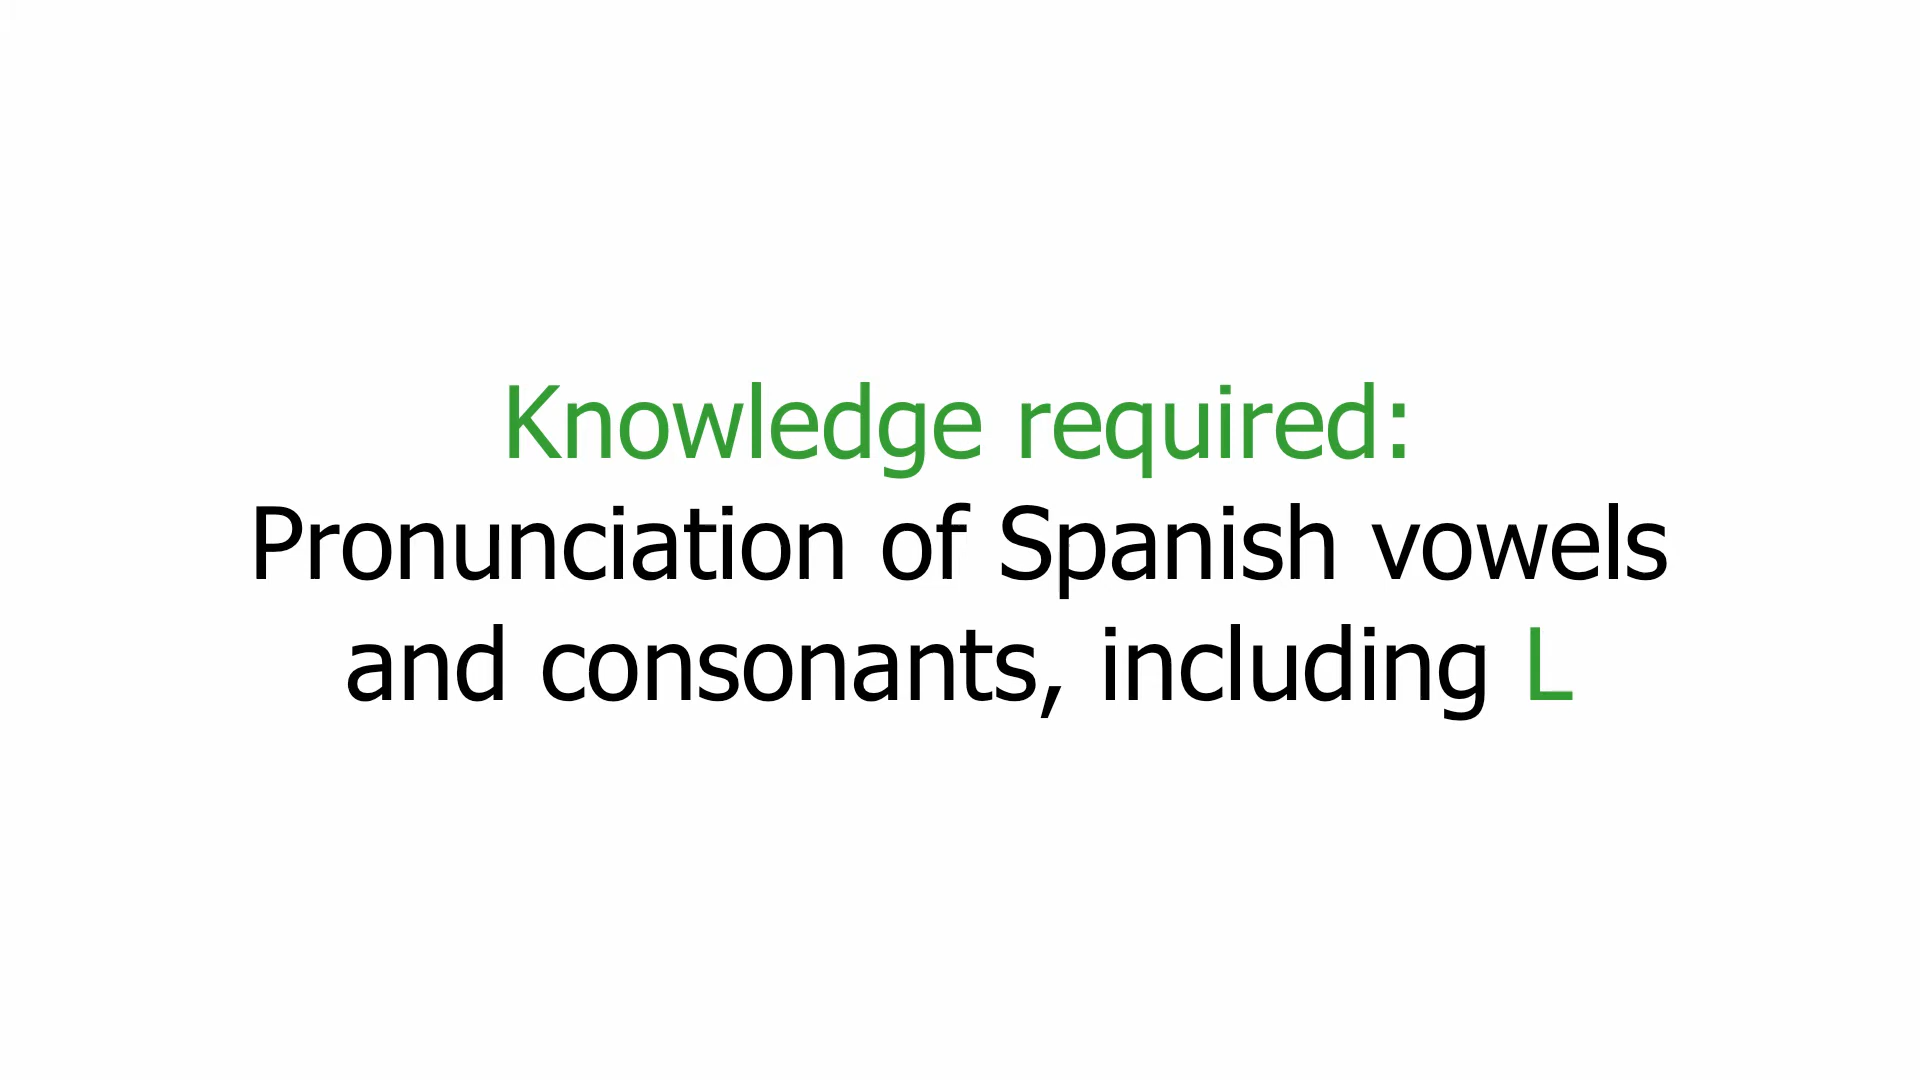 Knowledge required:
Pronunciation of Spanish vowels
and consonants, including L